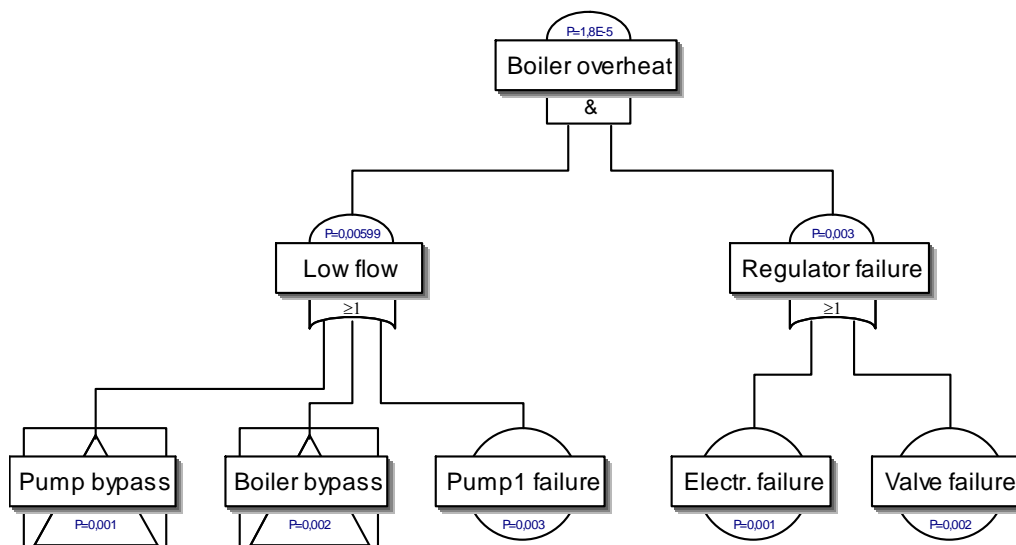 P=1,8E-5
Boiler overheat
&
P=0,00599
Low flow
≥1
P=0,003
Regulator failure
≥1
Pump bypass
P=0,001
Boiler bypass
P=0,002
Pump1 failure
P=0,003
Electr. failure
P=0,001
Valve failure
P=0,002